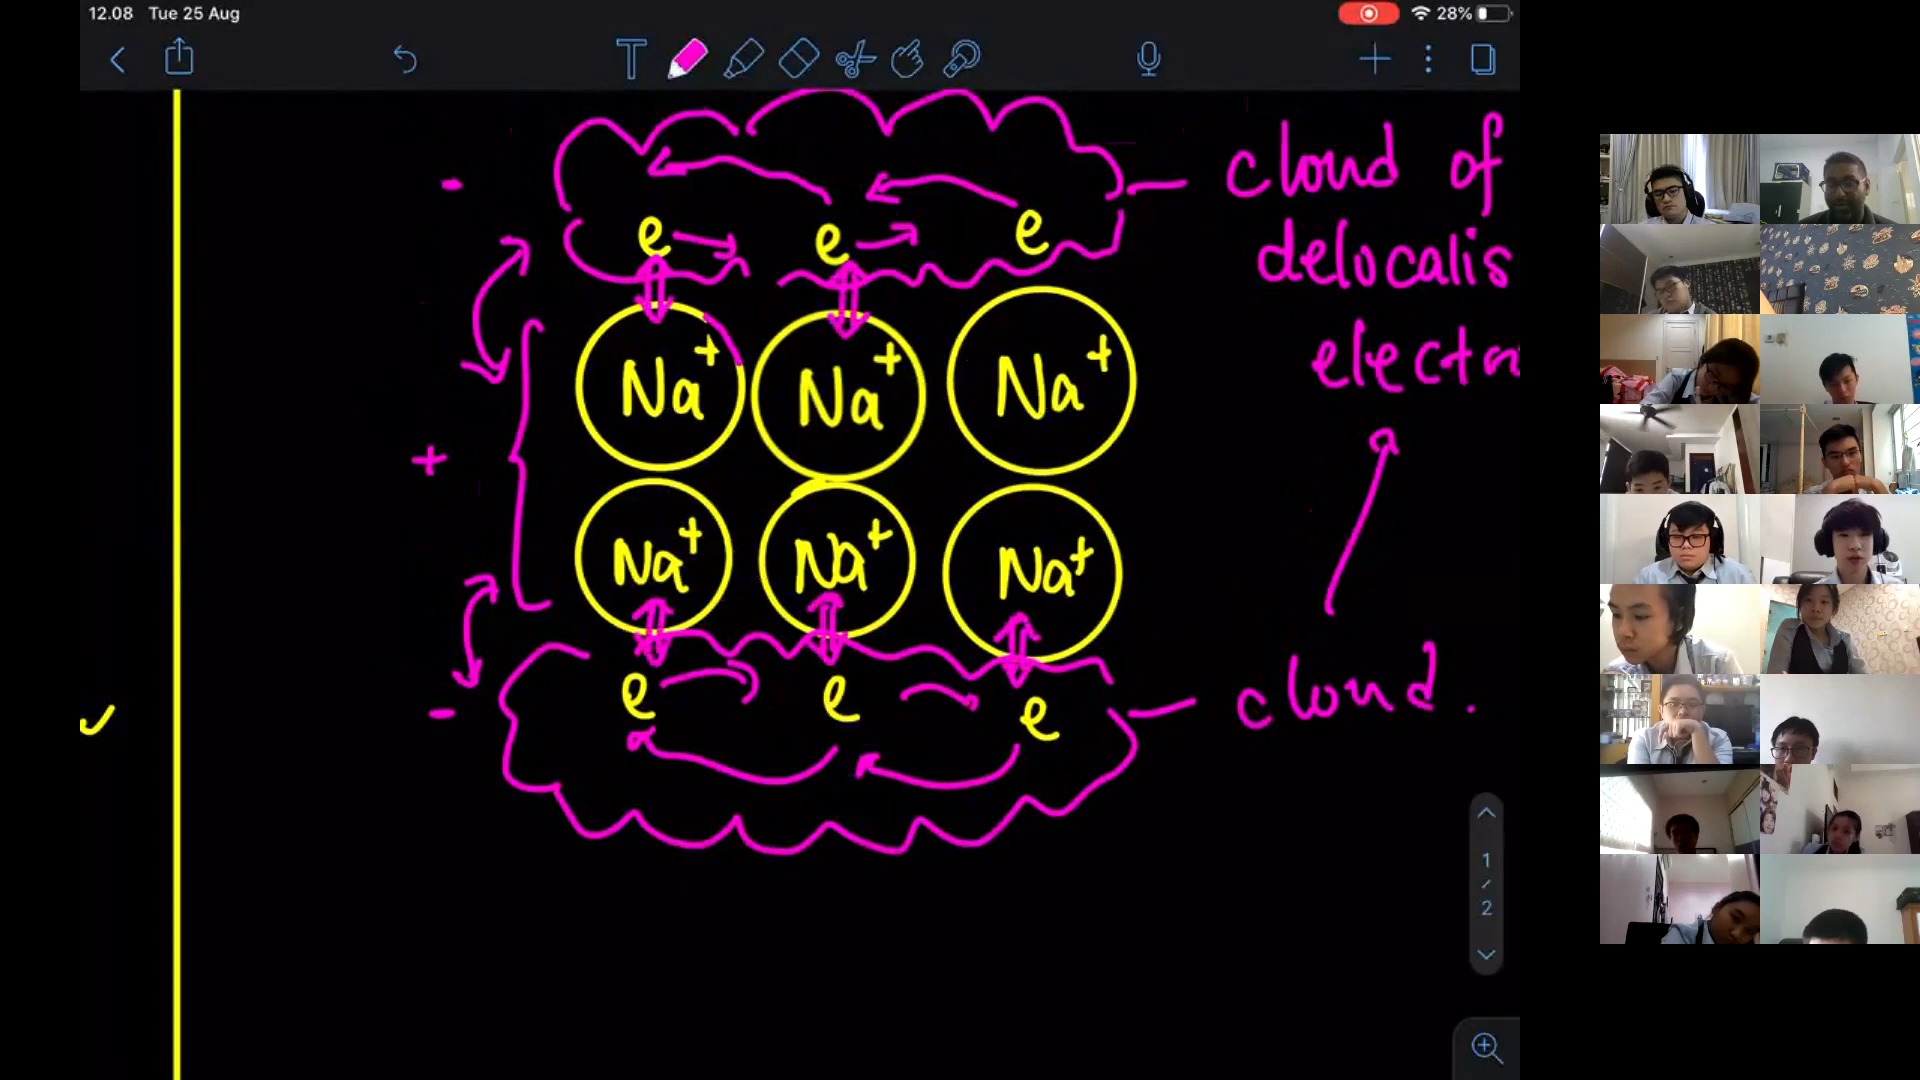 12.08 Tue 25 Aug
28%
T
- cloud of
e e e delocalis
Na+ Na+ Na+ electr
+
Na+ Na+ Na+
e e e cloud.
-
1
/
2